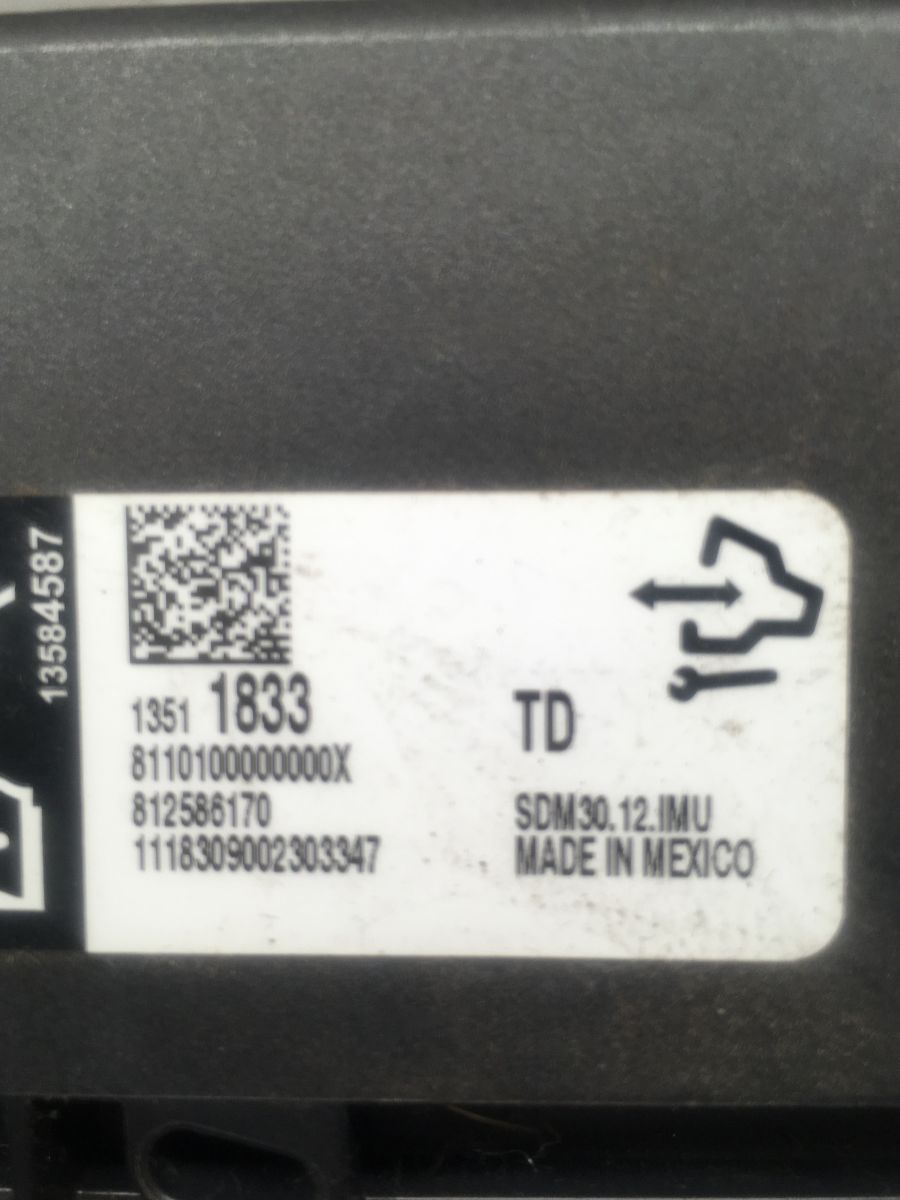 13584587
1351 1833
8110100000000X
812586170
1118309002303347
TD
SDM30.12.IMU
MADE IN MEXICO